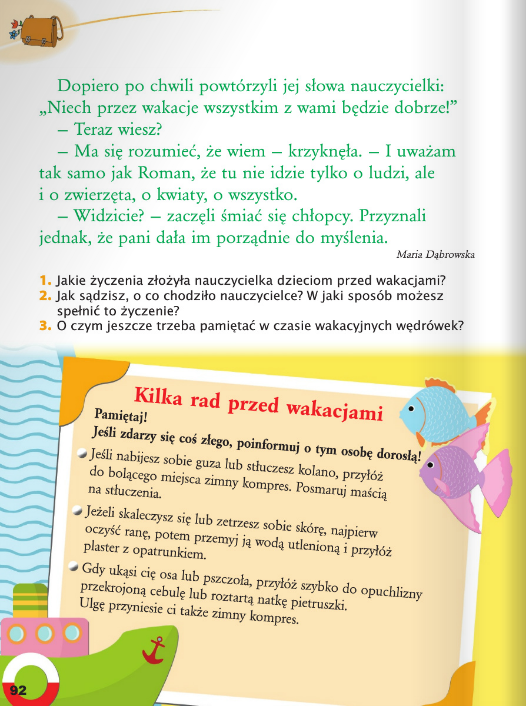 Dopiero po chwili powtórzyli jej słowa nauczycielki:
„Niech przez wakacje wszystkim z wami będzie dobrze!”
– Teraz wiesz?
– Ma się rozumieć, że wiem – krzyknęła. – I uważam
tak samo jak Roman, że tu nie idzie tylko o ludzi, ale
i o zwierzęta, o kwiaty, o wszystko.
– Widzicie? – zaczęli śmiać się chłopcy. Przyznali
jednak, że pani dała im porządnie do myślenia.
Maria Dąbrowska
1. Jakie życzenia złożyła nauczycielka dzieciom przed wakacjami?
2. Jak sądzisz, o co chodziło nauczycielce? W jaki sposób możesz
spełnić to życzenie?
3. O czym jeszcze trzeba pamiętać w czasie wakacyjnych wędrówek?
Kilka rad przed wakacjami
Pamiętaj!
Jeśli zdarzy się coś złego, poinformuj o tym osobę dorosłą!
Jeśli nabijesz sobie guza lub stłuczesz kolano, przyłóż
do bolącego miejsca zimny kompres. Posmaruj maścią
na stłuczenia.
Jeżeli skaleczysz się lub zetrzesz sobie skórę, najpierw
oczyść ranę, potem przemyj ją wodą utlenioną i przyłóż
plaster z opatrunkiem.
Gdy ukąsi cię osa lub pszczoła, przyłóż szybko do opuchlizny
przekrojoną cebulę lub roztartą natkę pietruszki.
Ulgę przyniesie ci także zimny kompres.
92